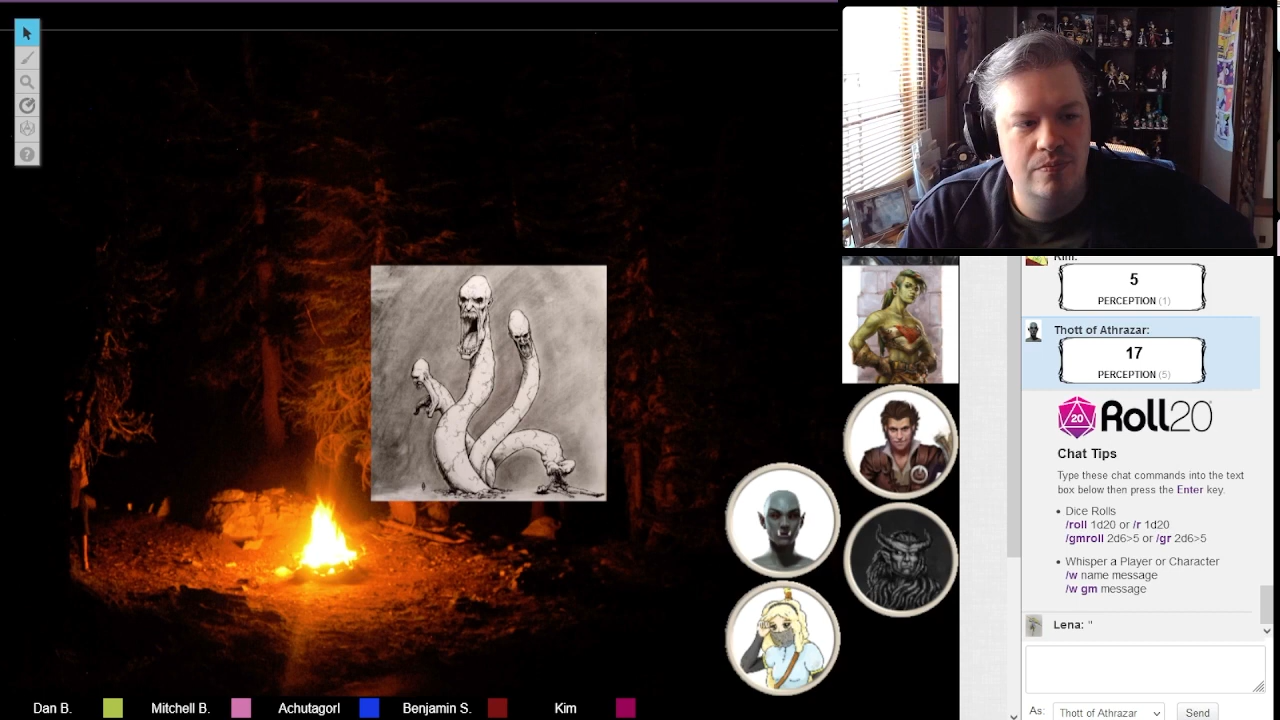 Kim:
5
PERCEPTION (1)
Thott of Athrazar:
17
PERCEPTION (5)
20
Roll20
Chat Tips
Type these chat commands into the text
box below then press the Enter key.
Dice Rolls
/roll 1d20 or /r 1d20
/gmroll 2d6>5 or /gr 2d6>5
Whisper a Player or Character
/w name message
/w gm message
Lena: "
As: Thott of Athrazar Send
Dan B. Mitchell B. Achutagorl Benjamin S. Kim